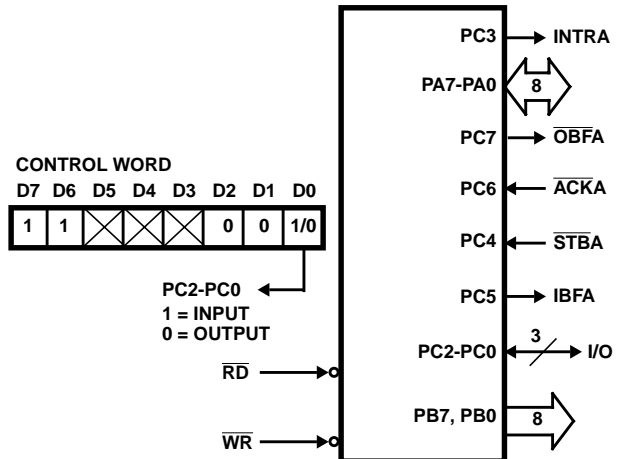 PC3 INTRA
PA7-PA0 8
PC7 OBFA
CONTROL WORD
D7 D6 D5 D4 D3 D2 D1 D0
1 1 0 0 1/0
PC6 ACKA
PC4 STBA
PC2-PC0
1 = INPUT
0 = OUTPUT
PC5 IBFA
PC2-PC0 3 I/O
RD
PB7, PB0 8
WR